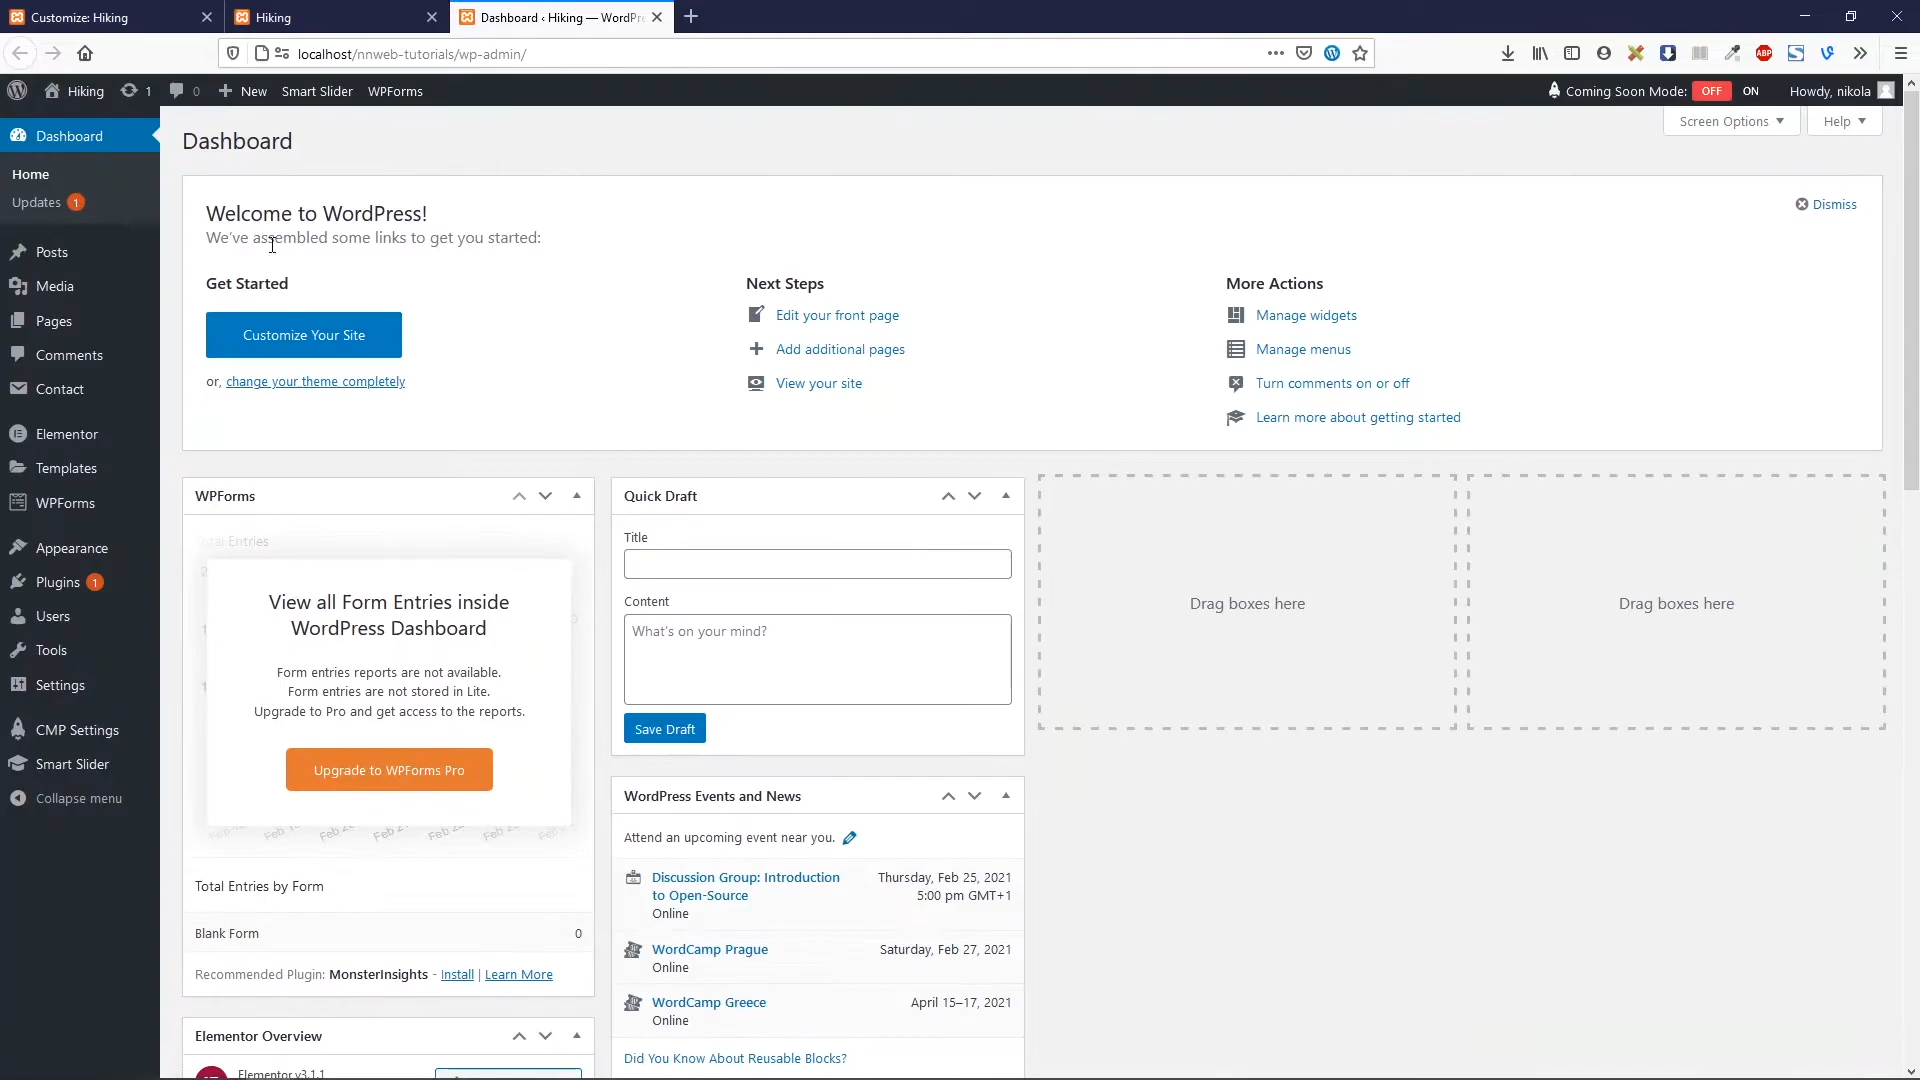 Customize: Hiking
Hiking
Dashboard ‹ Hiking — WordPre
localhost/nnweb-tutorials/wp-admin/
Hiking
1
0
New
Smart Slider
WPForms
Coming Soon Mode:
OFF
ON
Howdy, nikola
Dashboard
Home
Updates 1
Posts
Media
Pages
Comments
Contact
Elementor
Templates
WPForms
Appearance
Plugins 1
Users
Tools
Settings
CMP Settings
Smart Slider
Collapse menu
Dashboard
Screen Options
Help
Welcome to WordPress!
We've assembled some links to get you started:
Dismiss
Get Started
Customize Your Site
or, change your theme completely
Next Steps
Edit your front page
Add additional pages
View your site
More Actions
Manage widgets
Manage menus
Turn comments on or off
Learn more about getting started
WPForms
Total Entries
View all Form Entries inside
WordPress Dashboard
Form entries reports are not available.
Form entries are not stored in Lite.
Upgrade to Pro and get access to the reports.
Upgrade to WPForms Pro
Total Entries by Form
Blank Form 0
Recommended Plugin: MonsterInsights - Install | Learn More
Elementor Overview
Elementor v3.1.1
Quick Draft
Title
Content
What's on your mind?
Save Draft
WordPress Events and News
Attend an upcoming event near you.
Discussion Group: Introduction
to Open-Source
Online
Thursday, Feb 25, 2021
5:00 pm GMT+1
WordCamp Prague
Online
Saturday, Feb 27, 2021
WordCamp Greece
Online
April 15–17, 2021
Did You Know About Reusable Blocks?
Drag boxes here
Drag boxes here
ABP